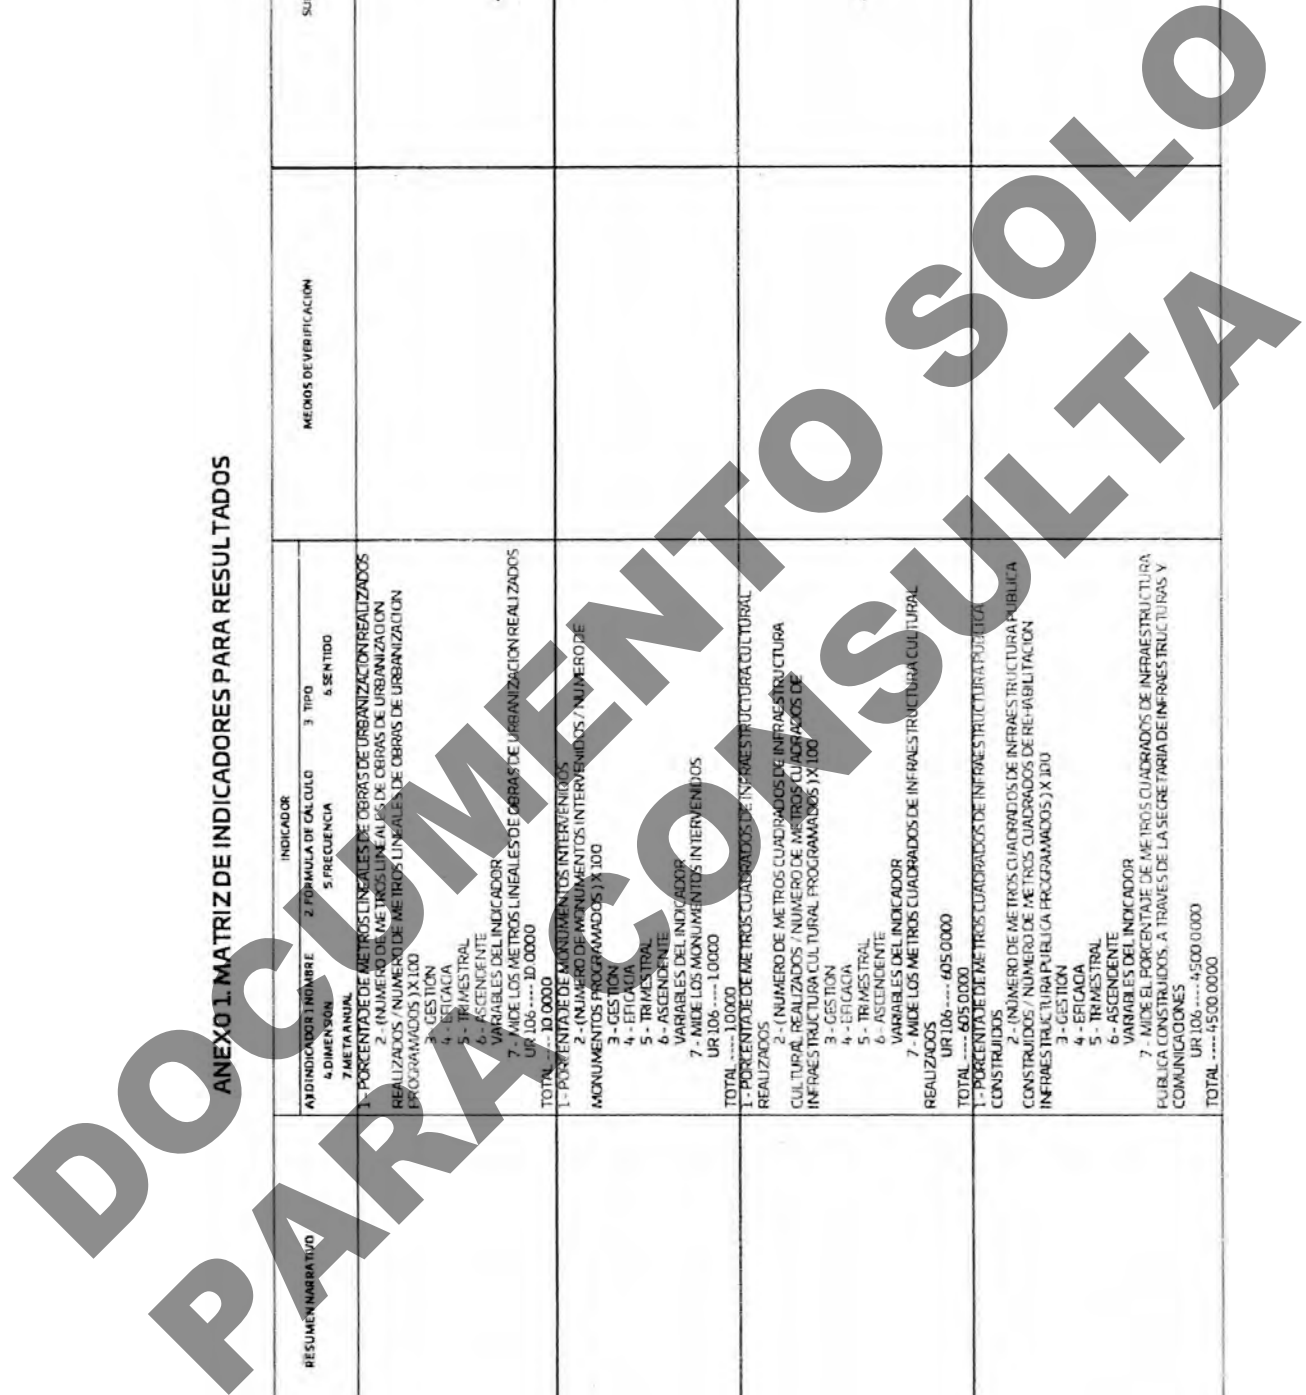 ANEXO 1. MATRIZ DE INDICADORES PARA RESULTADOS
RESUMEN NARRATIVO
INDICADOR
1 NOMBRE 2. FORMULA DE CALCULO 3. TIPO
4. DIMENSION 5. FRECUENCIA 6. SENTIDO
7. META ANUAL
MEDIOS DE VERIFICACION
1 - PORCENTAJE DE METROS LINEALES DE OBRAS DE URBANIZACION REALIZADOS
2 - (NUMERO DE METROS LINEALES DE OBRAS DE URBANIZACION
REALIZADOS / NUMERO DE METROS LINEALES DE OBRAS DE URBANIZACION
PROGRAMADOS ) X 100
3 - GESTION
4 - EFICACIA
5 - TRIMESTRAL
6 - ASCENDENTE
VARIABLES DEL INDICADOR
7 - MIDE LOS METROS LINEALES DE OBRAS DE URBANIZACION REALIZADOS
UR 106 ---- 10.0000
TOTAL ---- 10.0000
1 - PORCENTAJE DE MONUMENTOS INTERVENIDOS
2 - (NUMERO DE MONUMENTOS INTERVENIDOS / NUMERO DE
MONUMENTOS PROGRAMADOS ) X 100
3 - GESTION
4 - EFICACIA
5 - TRIMESTRAL
6 - ASCENDENTE
VARIABLES DEL INDICADOR
7 - MIDE LOS MONUMENTOS INTERVENIDOS
UR 106 ---- 1.0000
TOTAL ---- 1.0000
1 - PORCENTAJE DE METROS CUADRADOS DE INFRAESTRUCTURA CULTURAL
REALIZADOS
2 - (NUMERO DE METROS CUADRADOS DE INFRAESTRUCTURA
CULTURAL REALIZADOS / NUMERO DE METROS CUADRADOS DE
INFRAESTRUCTURA CULTURAL PROGRAMADOS ) X 100
3 - GESTION
4 - EFICACIA
5 - TRIMESTRAL
6 - ASCENDENTE
VARIABLES DEL INDICADOR
7 - MIDE LOS METROS CUADRADOS DE INFRAESTRUCTURA CULTURAL
REALIZADOS
UR 106 ---- 605.0000
TOTAL ---- 605.0000
1 - PORCENTAJE DE METROS CUADRADOS DE INFRAESTRUCTURA PUBLICA
CONSTRUIDOS
2 - (NUMERO DE METROS CUADRADOS DE INFRAESTRUCTURA PUBLICA
CONSTRUIDOS / NUMERO DE METROS CUADRADOS DE REHABILITACION
INFRAESTRUCTURA PUBLICA PROGRAMADOS ) X 100
3 - GESTION
4 - EFICACIA
5 - TRIMESTRAL
6 - ASCENDENTE
VARIABLES DEL INDICADOR
7 - MIDE EL PORCENTAJE DE METROS CUADRADOS DE INFRAESTRUCTURA
PUBLICA CONSTRUIDOS, A TRAVES DE LA SECRETARIA DE INFRAESTRUCTURAS Y
COMUNICACIONES
UR 106 ---- 4500.0000
TOTAL ---- 4500.0000
DOCUMENTO SOLO
PARA CONSULTA